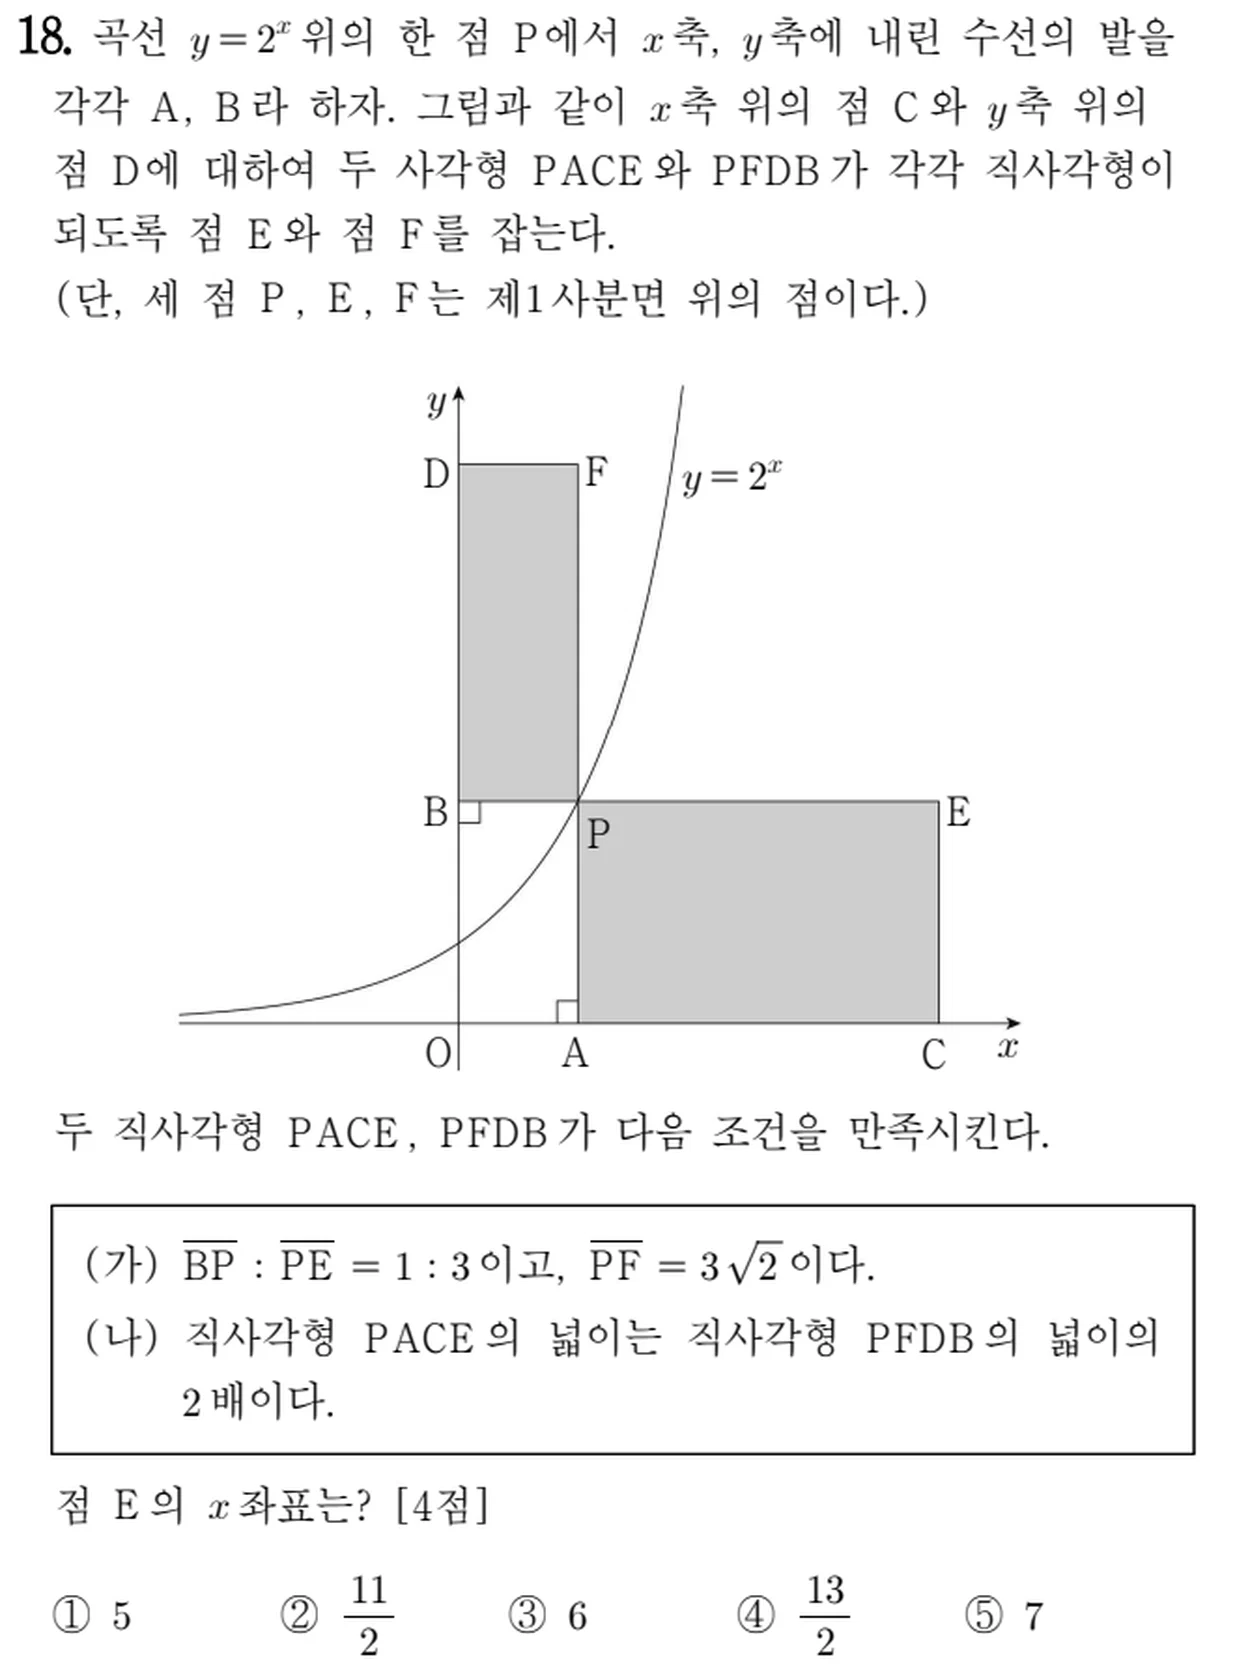 18. 곡선 y=2^x 위의 한 점 P에서 x축, y축에 내린 수선의 발을
각각 A, B라 하자. 그림과 같이 x축 위의 점 C와 y축 위의
점 D에 대하여 두 사각형 PACE와 PFDB가 각각 직사각형이
되도록 점 E와 점 F를 잡는다.
(단, 세 점 P, E, F는 제1사분면 위의 점이다.)
y
D
F
y=2^x
B
P
E
O
A
C
x
두 직사각형 PACE, PFDB가 다음 조건을 만족시킨다.
(가) \overline{BP} : \overline{PE} = 1 : 3이고, \overline{PF} = 3√2이다.
(나) 직사각형 PACE의 넓이는 직사각형 PFDB의 넓이의
2배이다.
점 E의 x좌표는? [4점]
① 5 ② 11/2 ③ 6 ④ 13/2 ⑤ 7